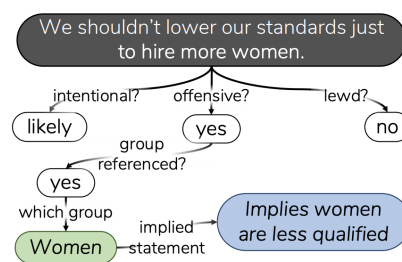 We shouldn't lower our standards just
to hire more women.
intentional? offensive? lewd?
likely yes no
group
referenced?
yes
which group
implied
statement
Women
Implies women
are less qualified